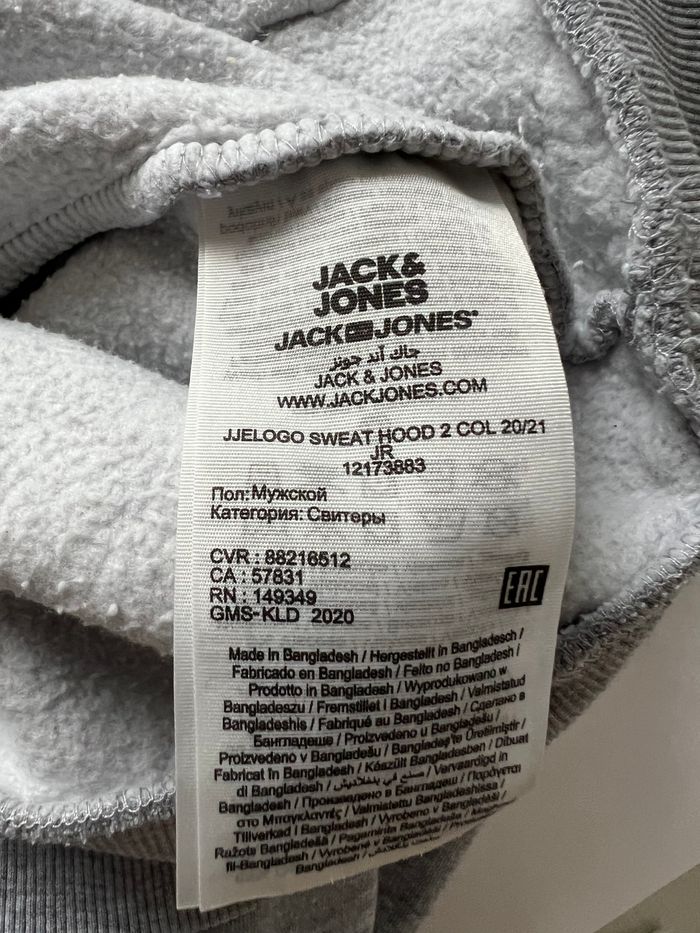 JACK&
JONES
JACK JONES®
جاك آند جونز
JACK & JONES
WWW.JACKJONES.COM
JJELOGO SWEAT HOOD 2 COL 20/21
JR
12173883
Пол: Мужской
Категория: Свитеры
CVR : 88216512
CA : 57831
RN : 149349
GMS-KLD 2020
EAC
Made in Bangladesh / Hergestellt in Bangladesch /
Fabricado en Bangladesh / Feito no Bangladesh /
Prodotto in Bangladesh / Wyprodukowano w
Bangladeszu / Fremstillet i Bangladesh / Valmistatud
Bangladeshis / Fabriqué au Bangladesh / Сделано в
Бангладеше / Proizvedeno u Bangladešu /
Proizvedeno v Bangladešu / Bangladeş'te Üretilmiştir /
Fabricat în Bangladesh / Készült Bangladesben / Dibuat
di Bangladesh / صنع في بنغلاديش / Vervaardigd in
Bangladesh / Произведено в Бангладеш / Παράγεται
στο Μπαγκλαντές / Valmistettu Bangladeshissa /
Tillverkad i Bangladesh / Vyrobeno v Bangladéši /
Ražots Bangladešā / Pagaminta Bangladeše /
fil-Bangladesh / Vyrobené v Bangladéši /
Bangladesh /